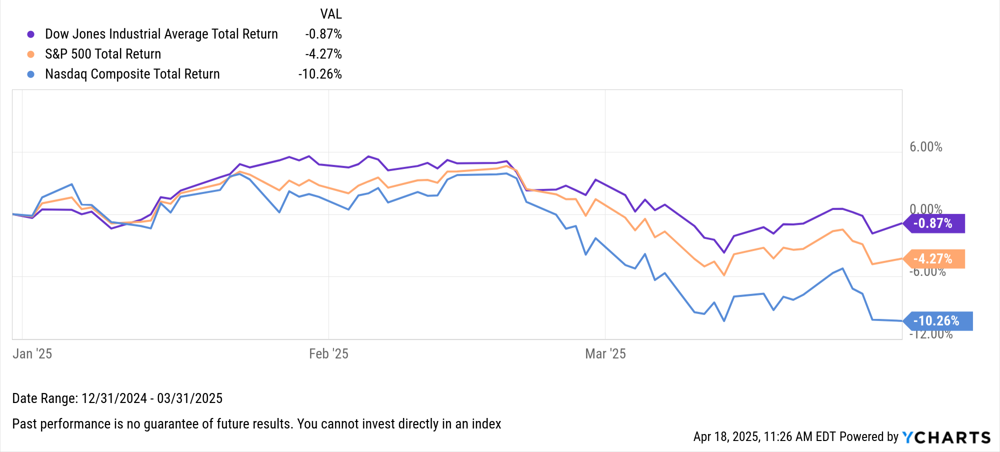 VAL
Dow Jones Industrial Average Total Return -0.87%
S&P 500 Total Return -4.27%
Nasdaq Composite Total Return -10.26%
6.00%
0.00%
-0.87%
-4.27%
-6.00%
-10.26%
-12.00%
Jan '25 Feb '25 Mar '25
Date Range: 12/31/2024 - 03/31/2025
Past performance is no guarantee of future results. You cannot invest directly in an index
Apr 18, 2025, 11:26 AM EDT Powered by YCHARTS